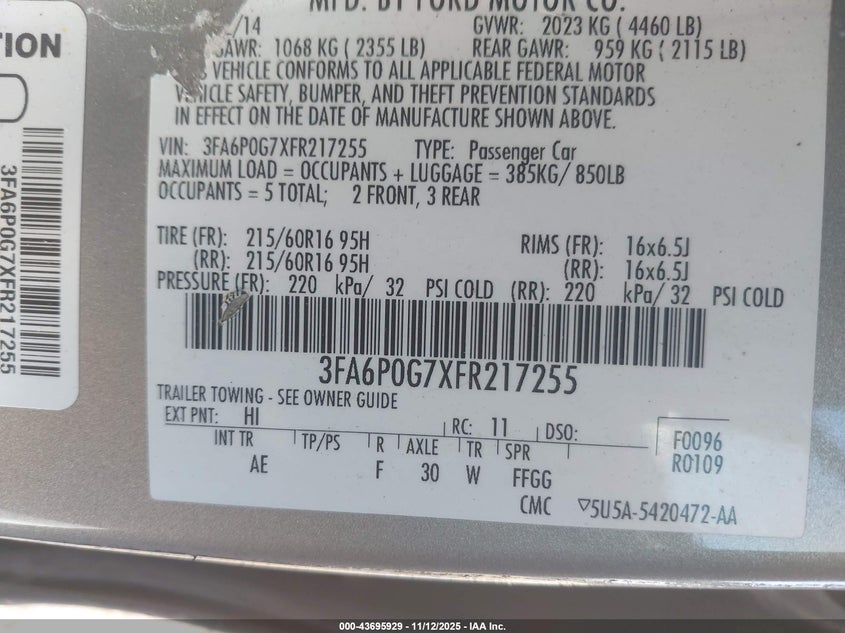 MFD. BY FORD MOTOR CO.
/14 GVWR: 2023 KG ( 4460 LB)
GAWR: 1068 KG ( 2355 LB) REAR GAWR: 959 KG ( 2115 LB)
VEHICLE CONFORMS TO ALL APPLICABLE FEDERAL MOTOR
VEHICLE SAFETY, BUMPER, AND THEFT PREVENTION STANDARDS
IN EFFECT ON THE DATE OF MANUFACTURE SHOWN ABOVE.
VIN: 3FA6P0G7XFR217255 TYPE: Passenger Car
MAXIMUM LOAD = OCCUPANTS + LUGGAGE = 385KG/ 850LB
OCCUPANTS = 5 TOTAL; 2 FRONT, 3 REAR
TIRE (FR): 215/60R16 95H RIMS (FR): 16x6.5J
(RR): 215/60R16 95H (RR): 16x6.5J
PRESSURE (FR): 220 kPa/ 32 PSI COLD (RR): 220 kPa/ 32 PSI COLD
3FA6P0G7XFR217255
TRAILER TOWING - SEE OWNER GUIDE
EXT PNT: HI RC: 11 DSO:
INT TR TP/PS R AXLE TR SPR
AE F 30 W FFGG
F0096
R0109
CMC ▽5U5A-5420472-AA
TION
3FA6P0G7XFR217255
000-43695929 - 11/12/2025 - IAA Inc.